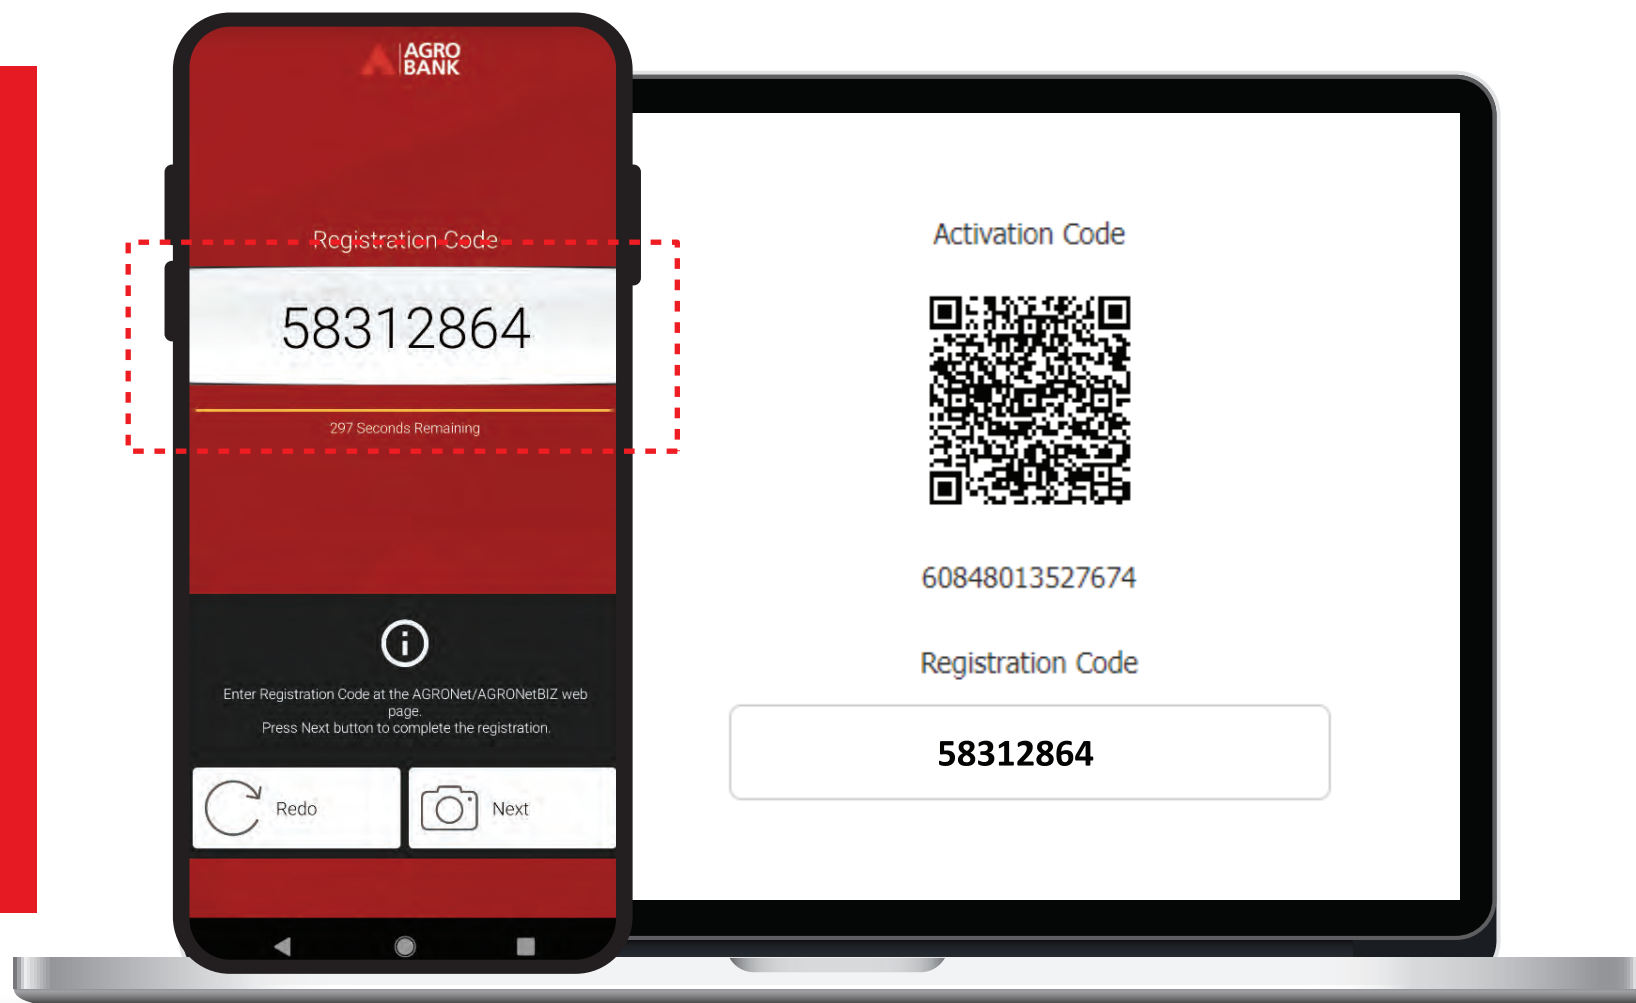 AGRO
BANK
Registration Code
58312864
297 Seconds Remaining
Enter Registration Code at the AGRONet/AGRONetBIZ web
page.
Press Next button to complete the registration.
Redo
Next
Activation Code
60848013527674
Registration Code
58312864